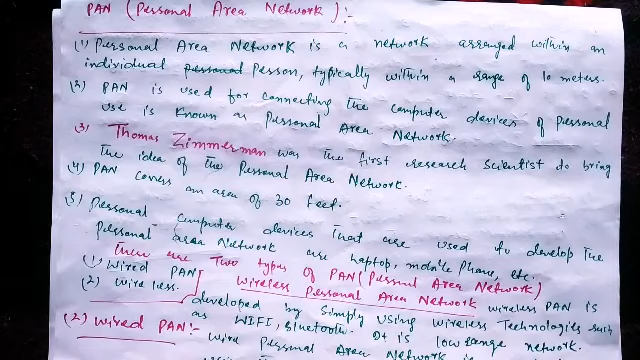 PAN (Personal Area Network) :-
(1) Personal Area Network is a network arranged within an
individual personal Person, typically within a range of 10 meters.
(2) PAN is used for connecting the computer devices of personal
use is known as Personal Area Network.
(3) Thomas Zimmerman was the first research scientist to bring
the idea of the Personal Area Network.
(4) PAN covers an area of 30 feet.
(5) Personal computer devices that are used to develop the
personal area network are laptop, mobile phone, etc.
There are Two types of PAN (Personal Area Network)
(1) Wired PAN
(2) Wireless.
Wireless Personal Area Network wireless PAN is
developed by simply using wireless Technologies such
as WIFI, Bluetooth. It is low range network.
(2) Wired PAN:-
Wire Personal Area Network is